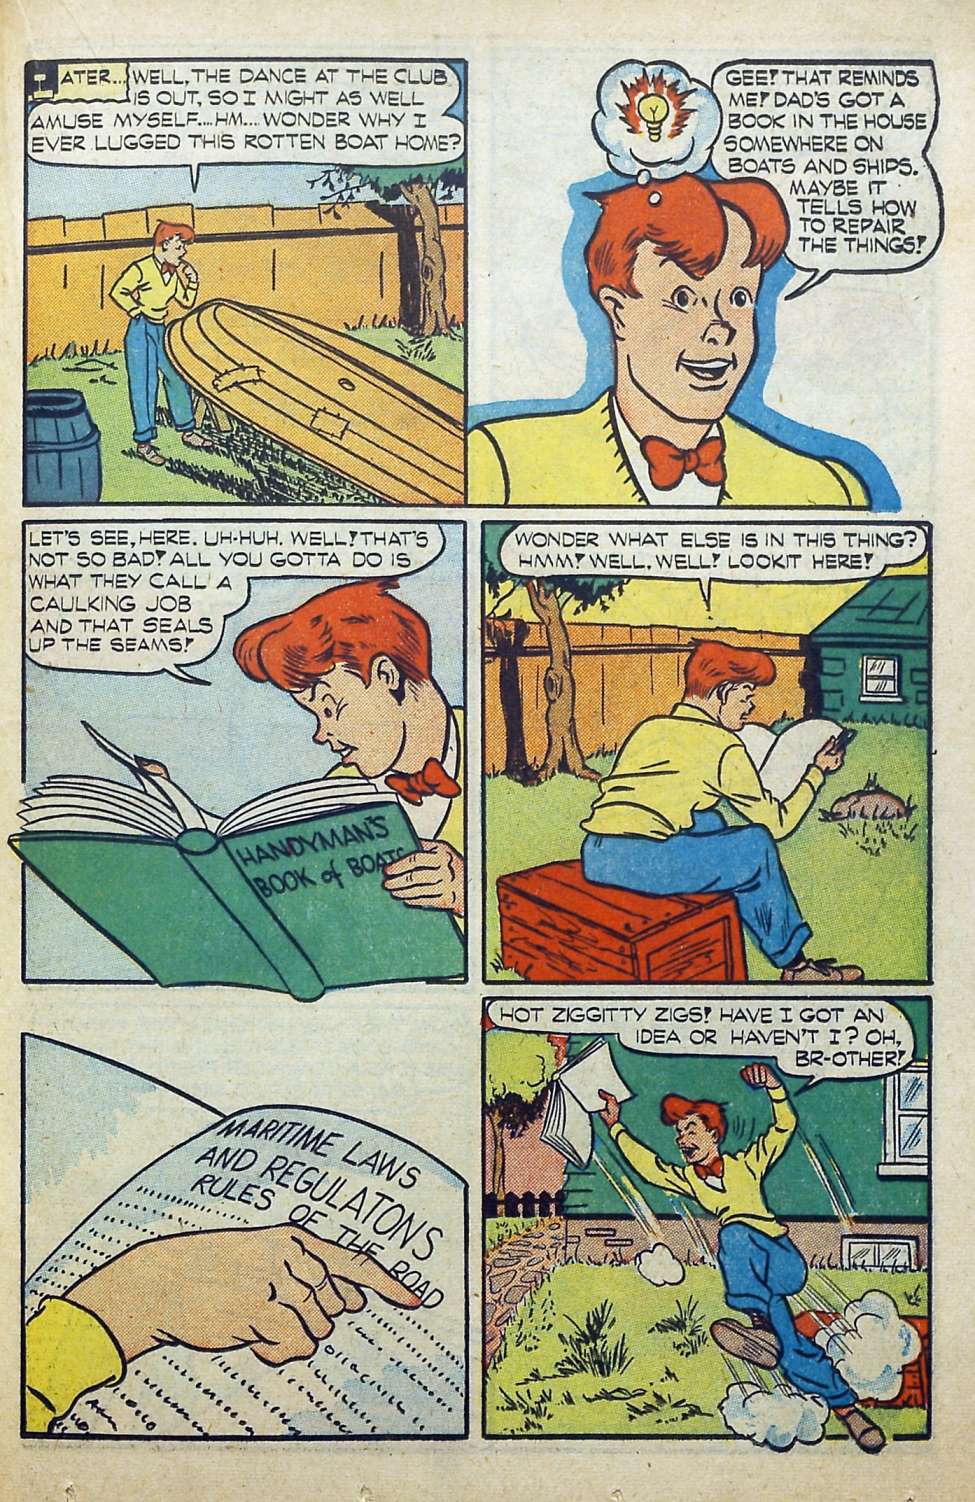 LATER... WELL, THE DANCE AT THE CLUB
IS OUT, SO I MIGHT AS WELL
AMUSE MYSELF....HM.... WONDER WHY I
EVER LUGGED THIS ROTTEN BOAT HOME?
GEE! THAT REMINDS
ME! DAD'S GOT A
BOOK IN THE HOUSE
SOMEWHERE ON
BOATS AND SHIPS.
MAYBE IT
TELLS HOW
TO REPAIR
THE THINGS!
LET'S SEE, HERE. UH-HUH. WELL! THAT'S
NOT SO BAD! ALL YOU GOTTA DO IS
WHAT THEY CALL A
CAULKING JOB
AND THAT SEALS
UP THE SEAMS!
HANDYMAN'S
BOOK of BOATS
WONDER WHAT ELSE IS IN THIS THING?
HMM! WELL, WELL! LOOKIT HERE!
MARITIME LAWS
AND REGULATONS
RULES OF THE ROAD
HOT ZIGGITTY ZIGS! HAVE I GOT AN
IDEA OR HAVEN'T I? OH,
BR-OTHER!